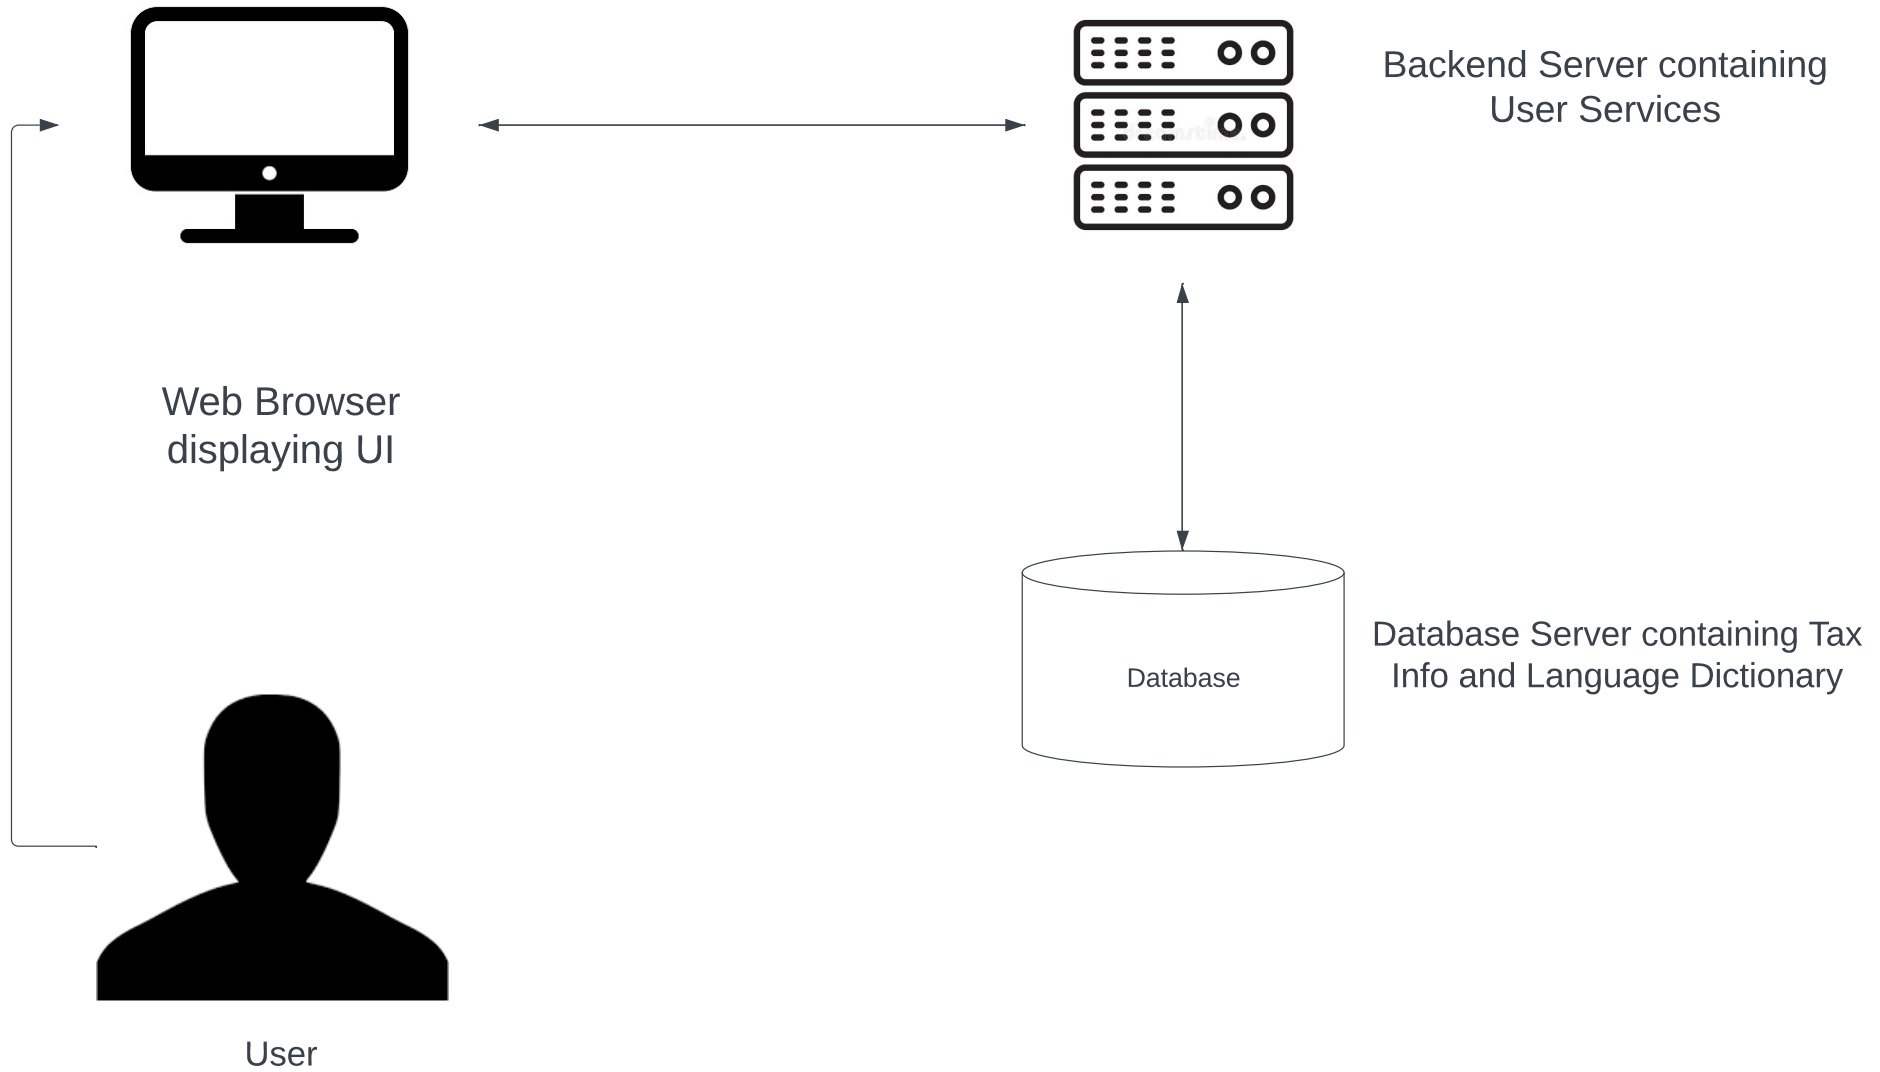 Backend Server containing
User Services
Web Browser
displaying UI
Database
Database Server containing Tax
Info and Language Dictionary
User